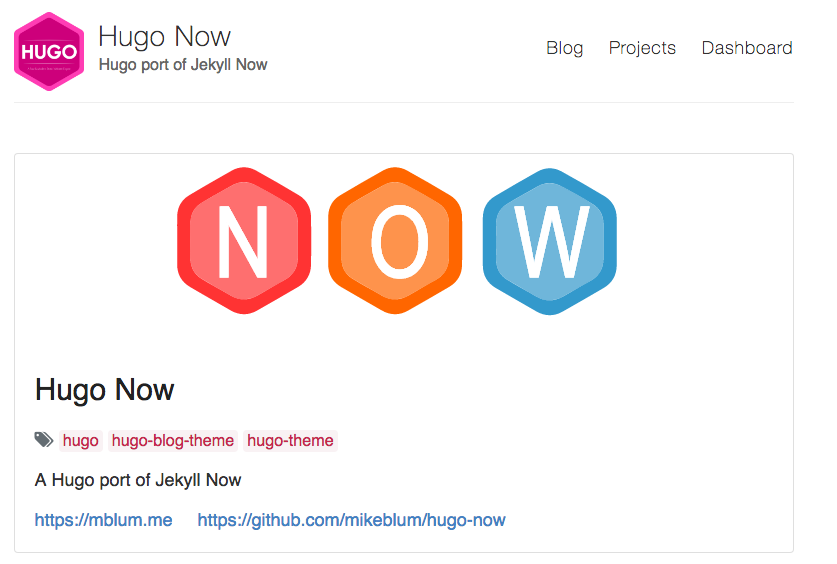 HUGO
Hugo Now
Hugo port of Jekyll Now
Blog Projects Dashboard
N O W
Hugo Now
hugo hugo-blog-theme hugo-theme
A Hugo port of Jekyll Now
https://mblum.me https://github.com/mikeblum/hugo-now